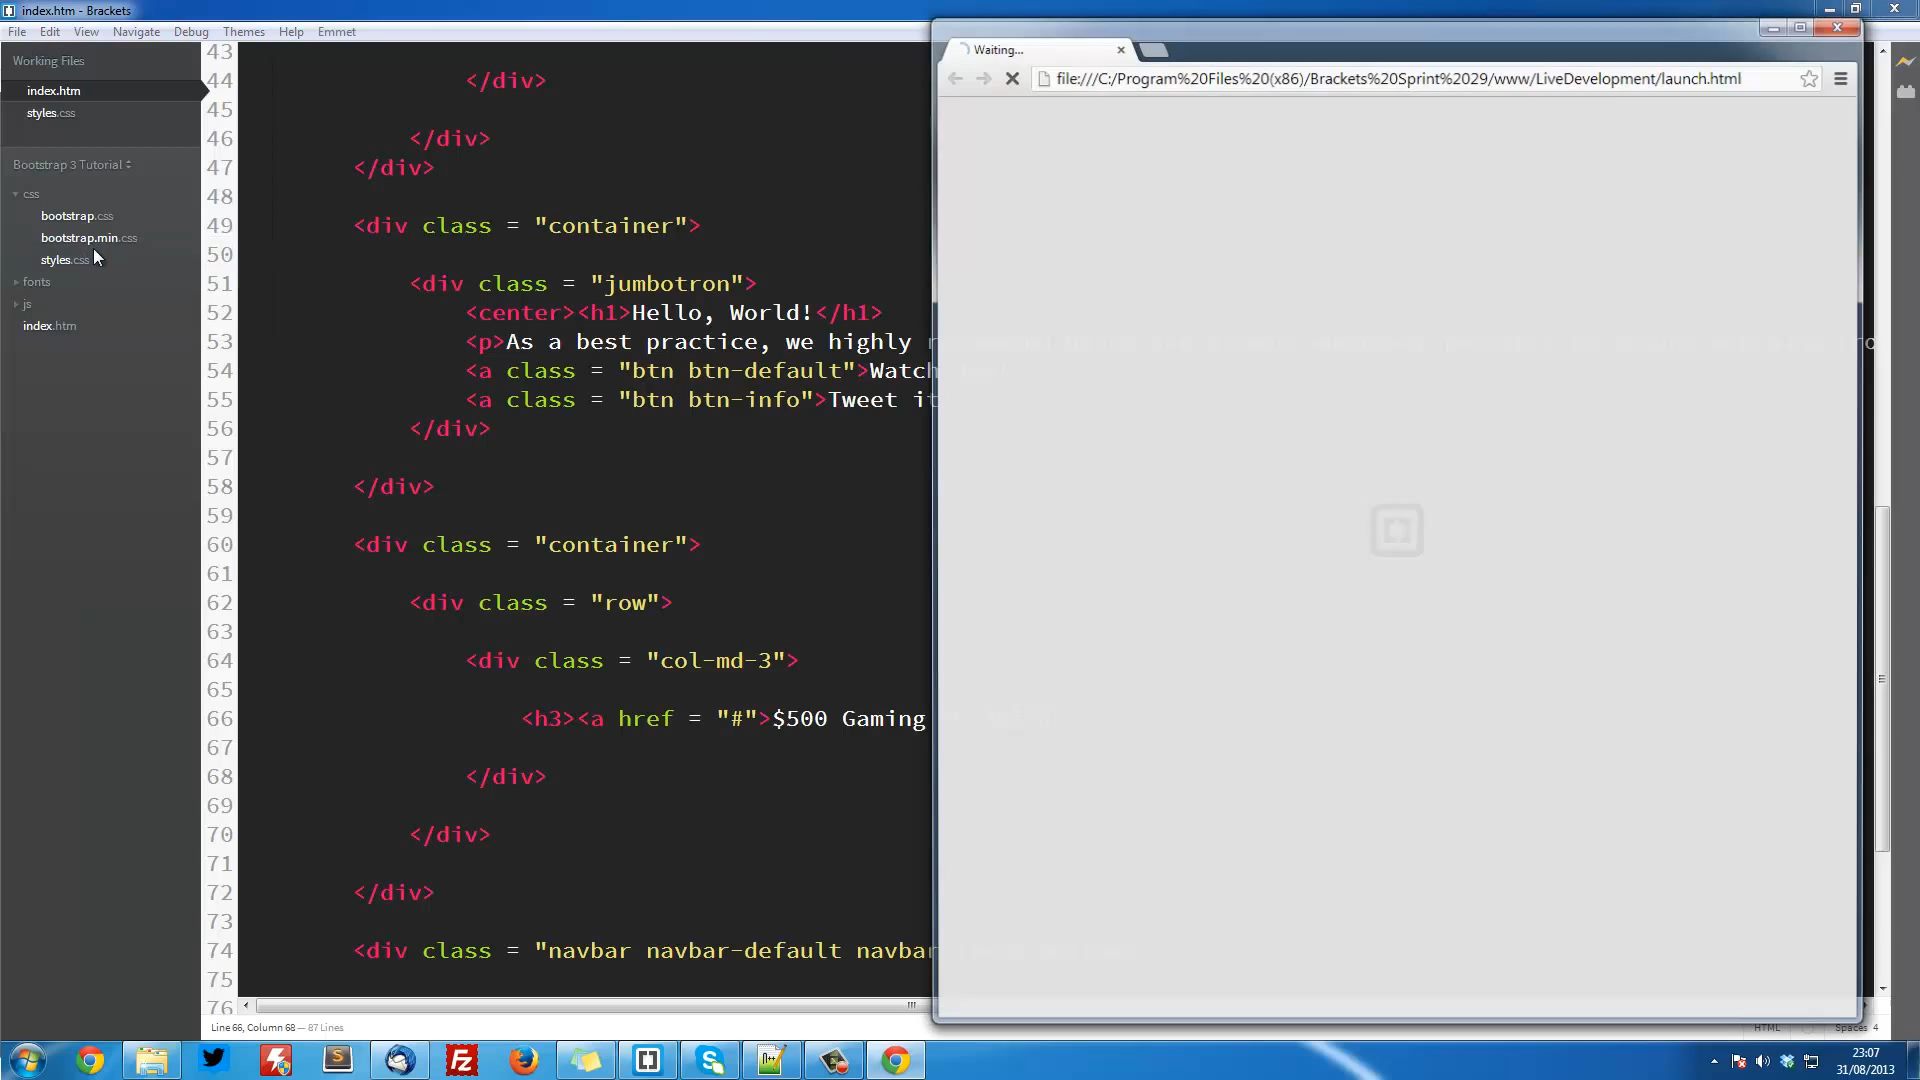 index.htm - Brackets
File Edit View Navigate Debug Themes Help Emmet
Working Files
index.htm
styles.css
Bootstrap 3 Tutorial
css
bootstrap.css
bootstrap.min.css
styles.css
fonts
js
index.htm
43
44 </div>
45
46 </div>
47 </div>
48
49 <div class = "container">
50
51 <div class = "jumbotron">
52 <center><h1>Hello, World!</h1>
53 <p>As a best practice, we highly
54 <a class = "btn btn-default">Watch
55 <a class = "btn btn-info">Tweet it
56 </div>
57
58 </div>
59
60 <div class = "container">
61
62 <div class = "row">
63
64 <div class = "col-md-3">
65
66 <h3><a href = "#">$500 Gaming
67
68 </div>
69
70 </div>
71
72 </div>
73
74 <div class = "navbar navbar-default navbar
75
76
Line 66, Column 68 — 87 Lines
HTML
Spaces 4
Waiting...
file:///C:/Program%20Files%20(x86)/Brackets%20Sprint%2029/www/LiveDevelopment/launch.html
23:07
31/08/2013